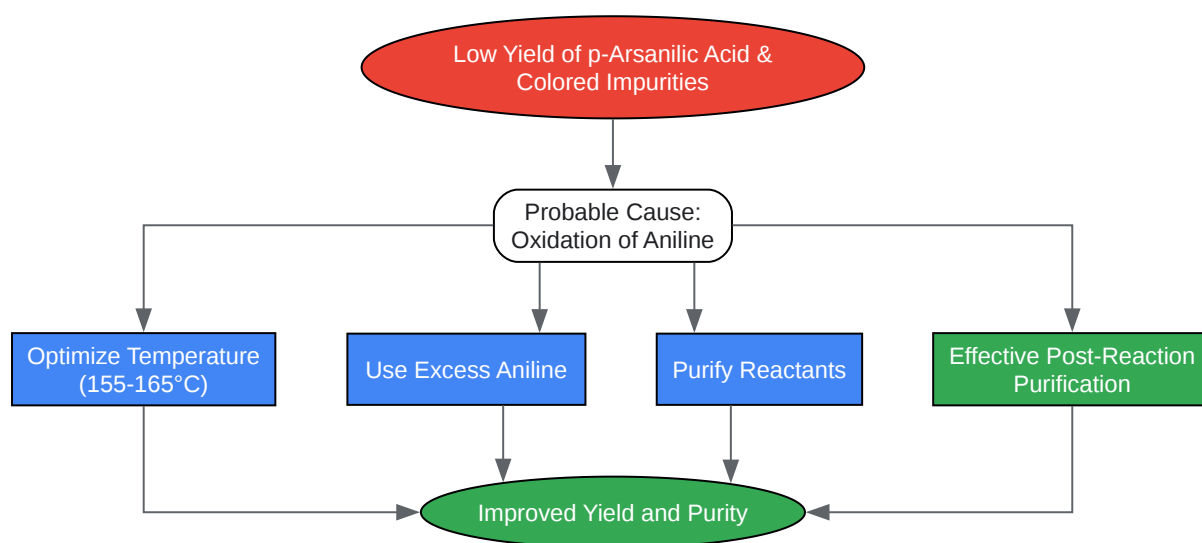 Low Yield of p-Arsanilic Acid &
Colored Impurities
Probable Cause:
Oxidation of Aniline
Optimize Temperature
(155-165°C)
Use Excess Aniline
Purify Reactants
Effective Post-Reaction
Purification
Improved Yield and Purity